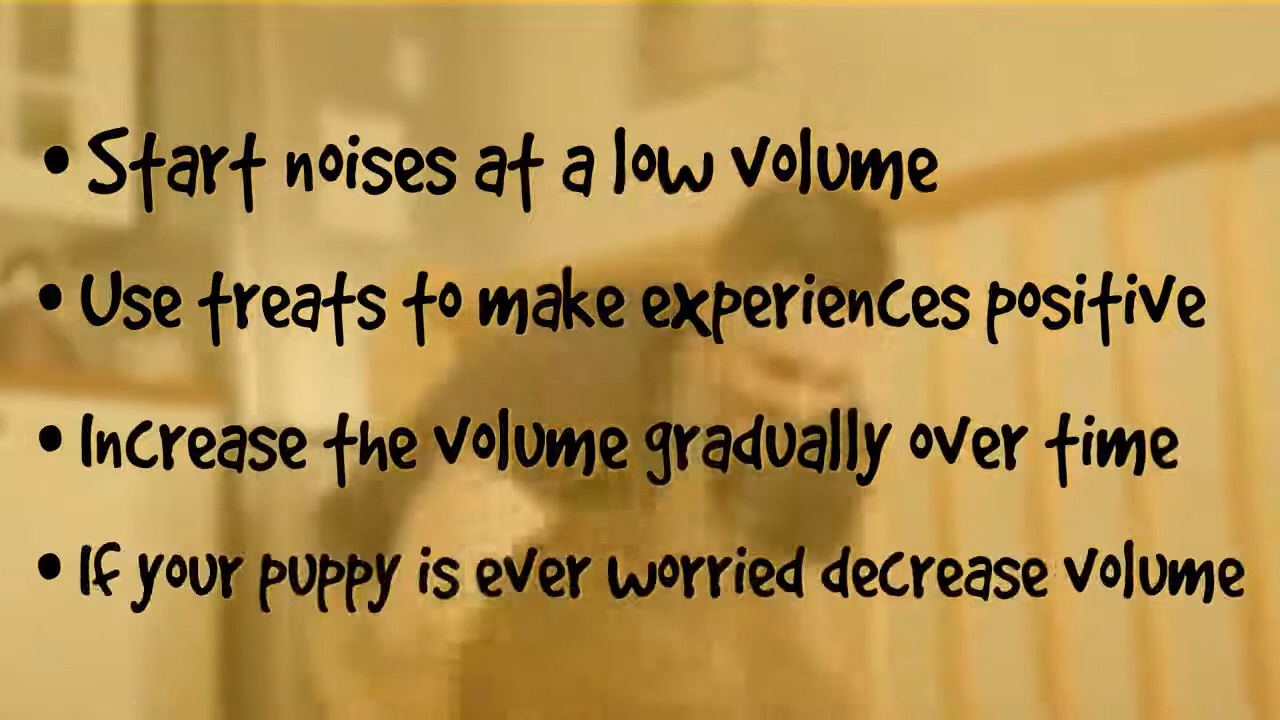 • Start noises at a low volume
• Use treats to make experiences positive
• Increase the volume gradually over time
• If your puppy is ever worried decrease volume